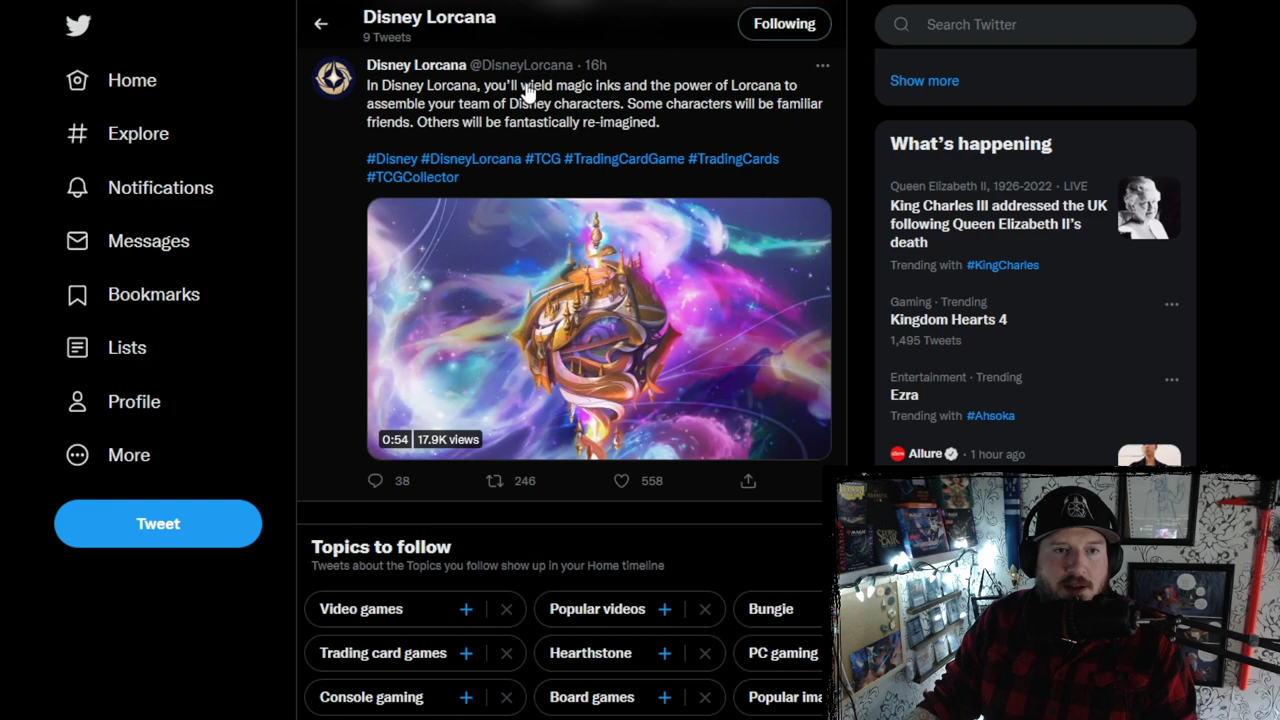 Home
Explore
Notifications
Messages
Bookmarks
Lists
Profile
More
Tweet
Disney Lorcana
9 Tweets
Following
Disney Lorcana @DisneyLorcana · 16h
In Disney Lorcana, you'll wield magic inks and the power of Lorcana to
assemble your team of Disney characters. Some characters will be familiar
friends. Others will be fantastically re-imagined.
#Disney #DisneyLorcana #TCG #TradingCardGame #TradingCards
#TCGCollector
0:54 17.9K views
38 246 558
Topics to follow
Tweets about the Topics you follow show up in your Home timeline
Video games
Popular videos
Bungie
Trading card games
Hearthstone
PC gaming
Console gaming
Board games
Popular ima
Search Twitter
Show more
What's happening
Queen Elizabeth II, 1926-2022 · LIVE
King Charles III addressed the UK
following Queen Elizabeth II's
death
Trending with #KingCharles
Gaming · Trending
Kingdom Hearts 4
1,495 Tweets
Entertainment · Trending
Ezra
Trending with #Ahsoka
Allure · 1 hour ago